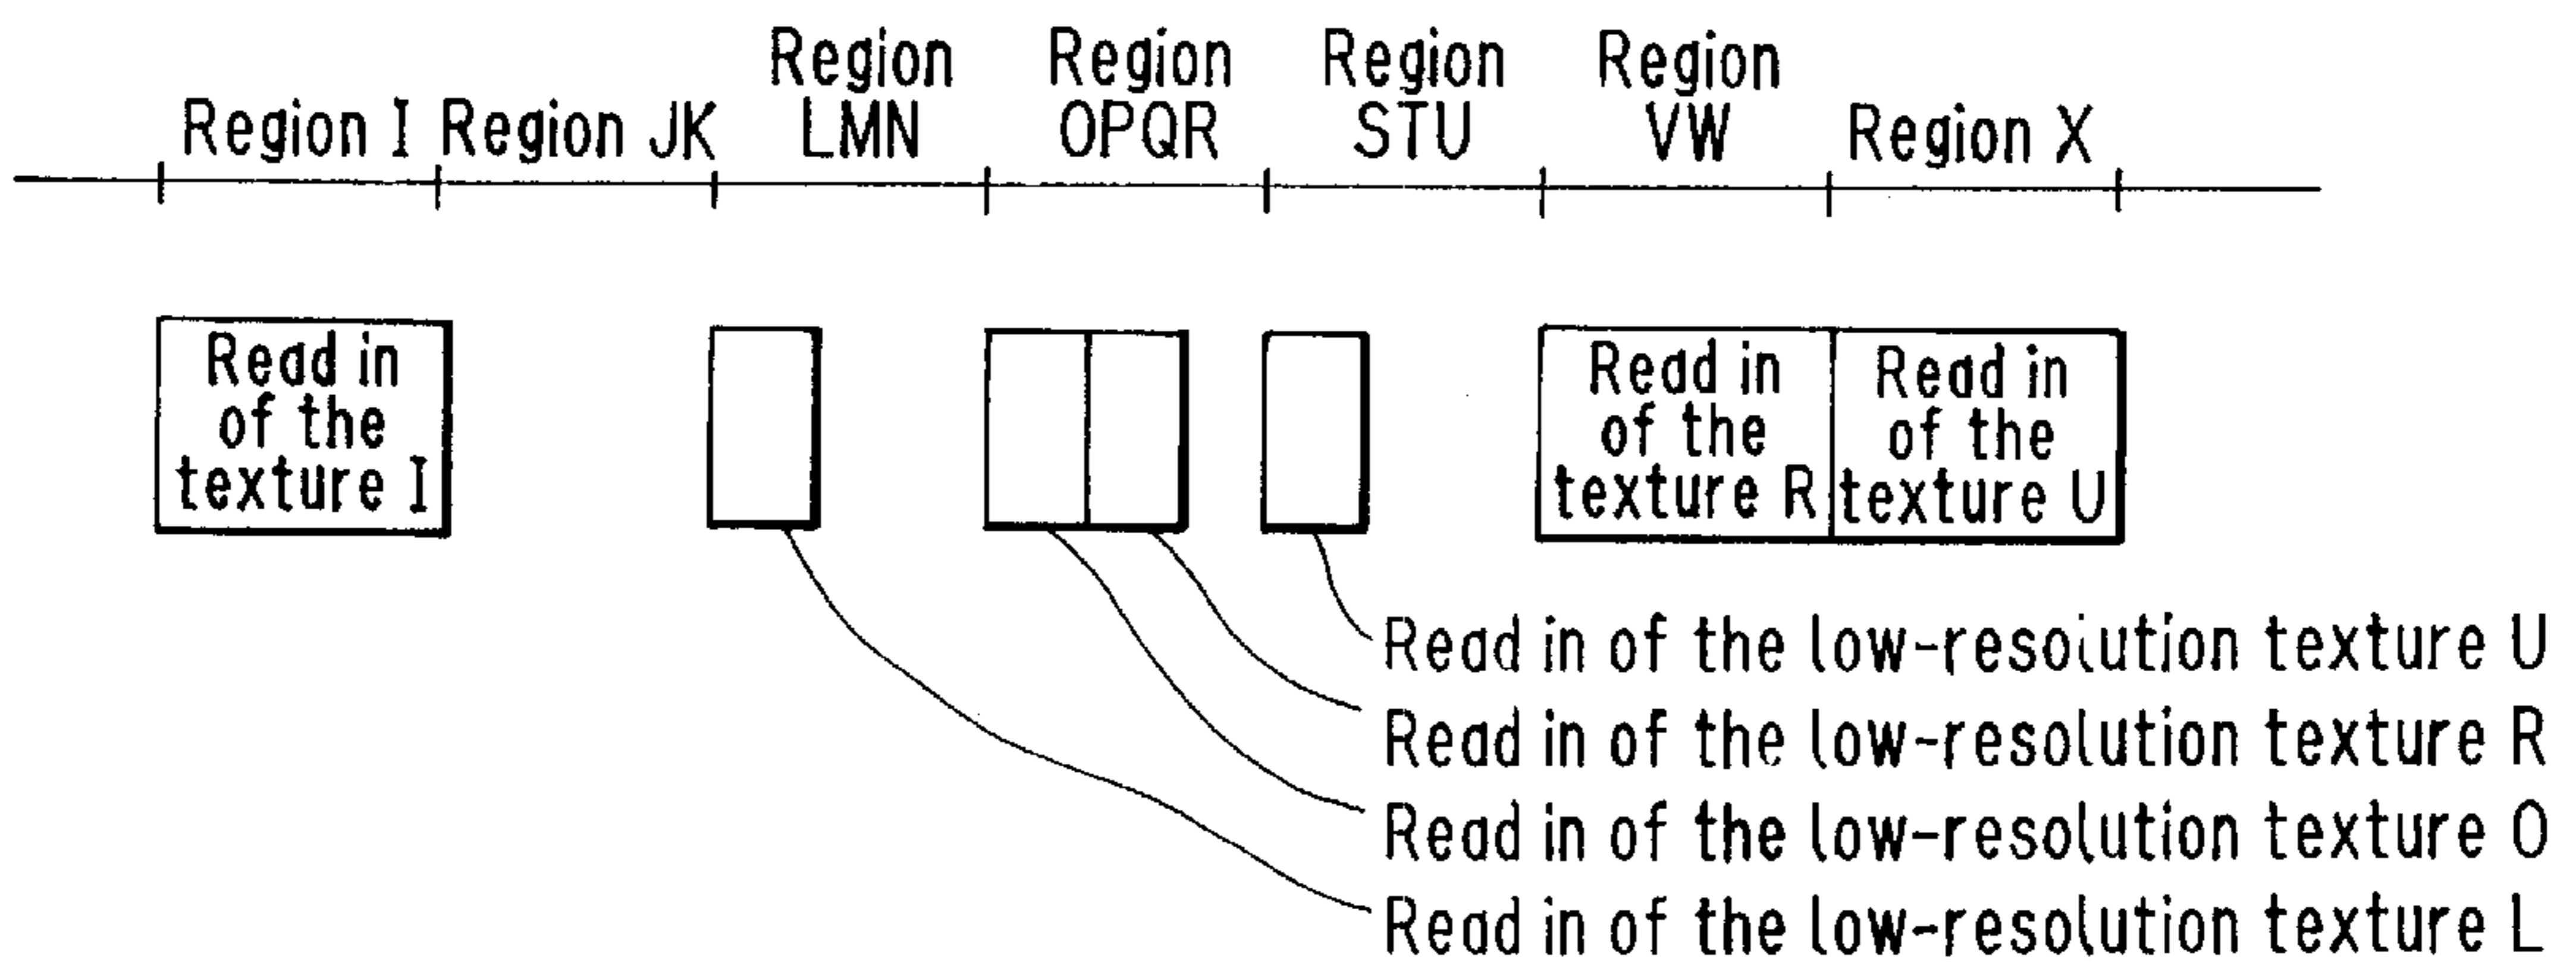 Region I
Region JK
Region
LMN
Region
OPQR
Region
STU
Region
VW
Region X
Read in
of the
texture I
Read in
of the
texture R
Read in
of the
texture U
Read in of the low-resolution texture U
Read in of the low-resolution texture R
Read in of the low-resolution texture O
Read in of the low-resolution texture L